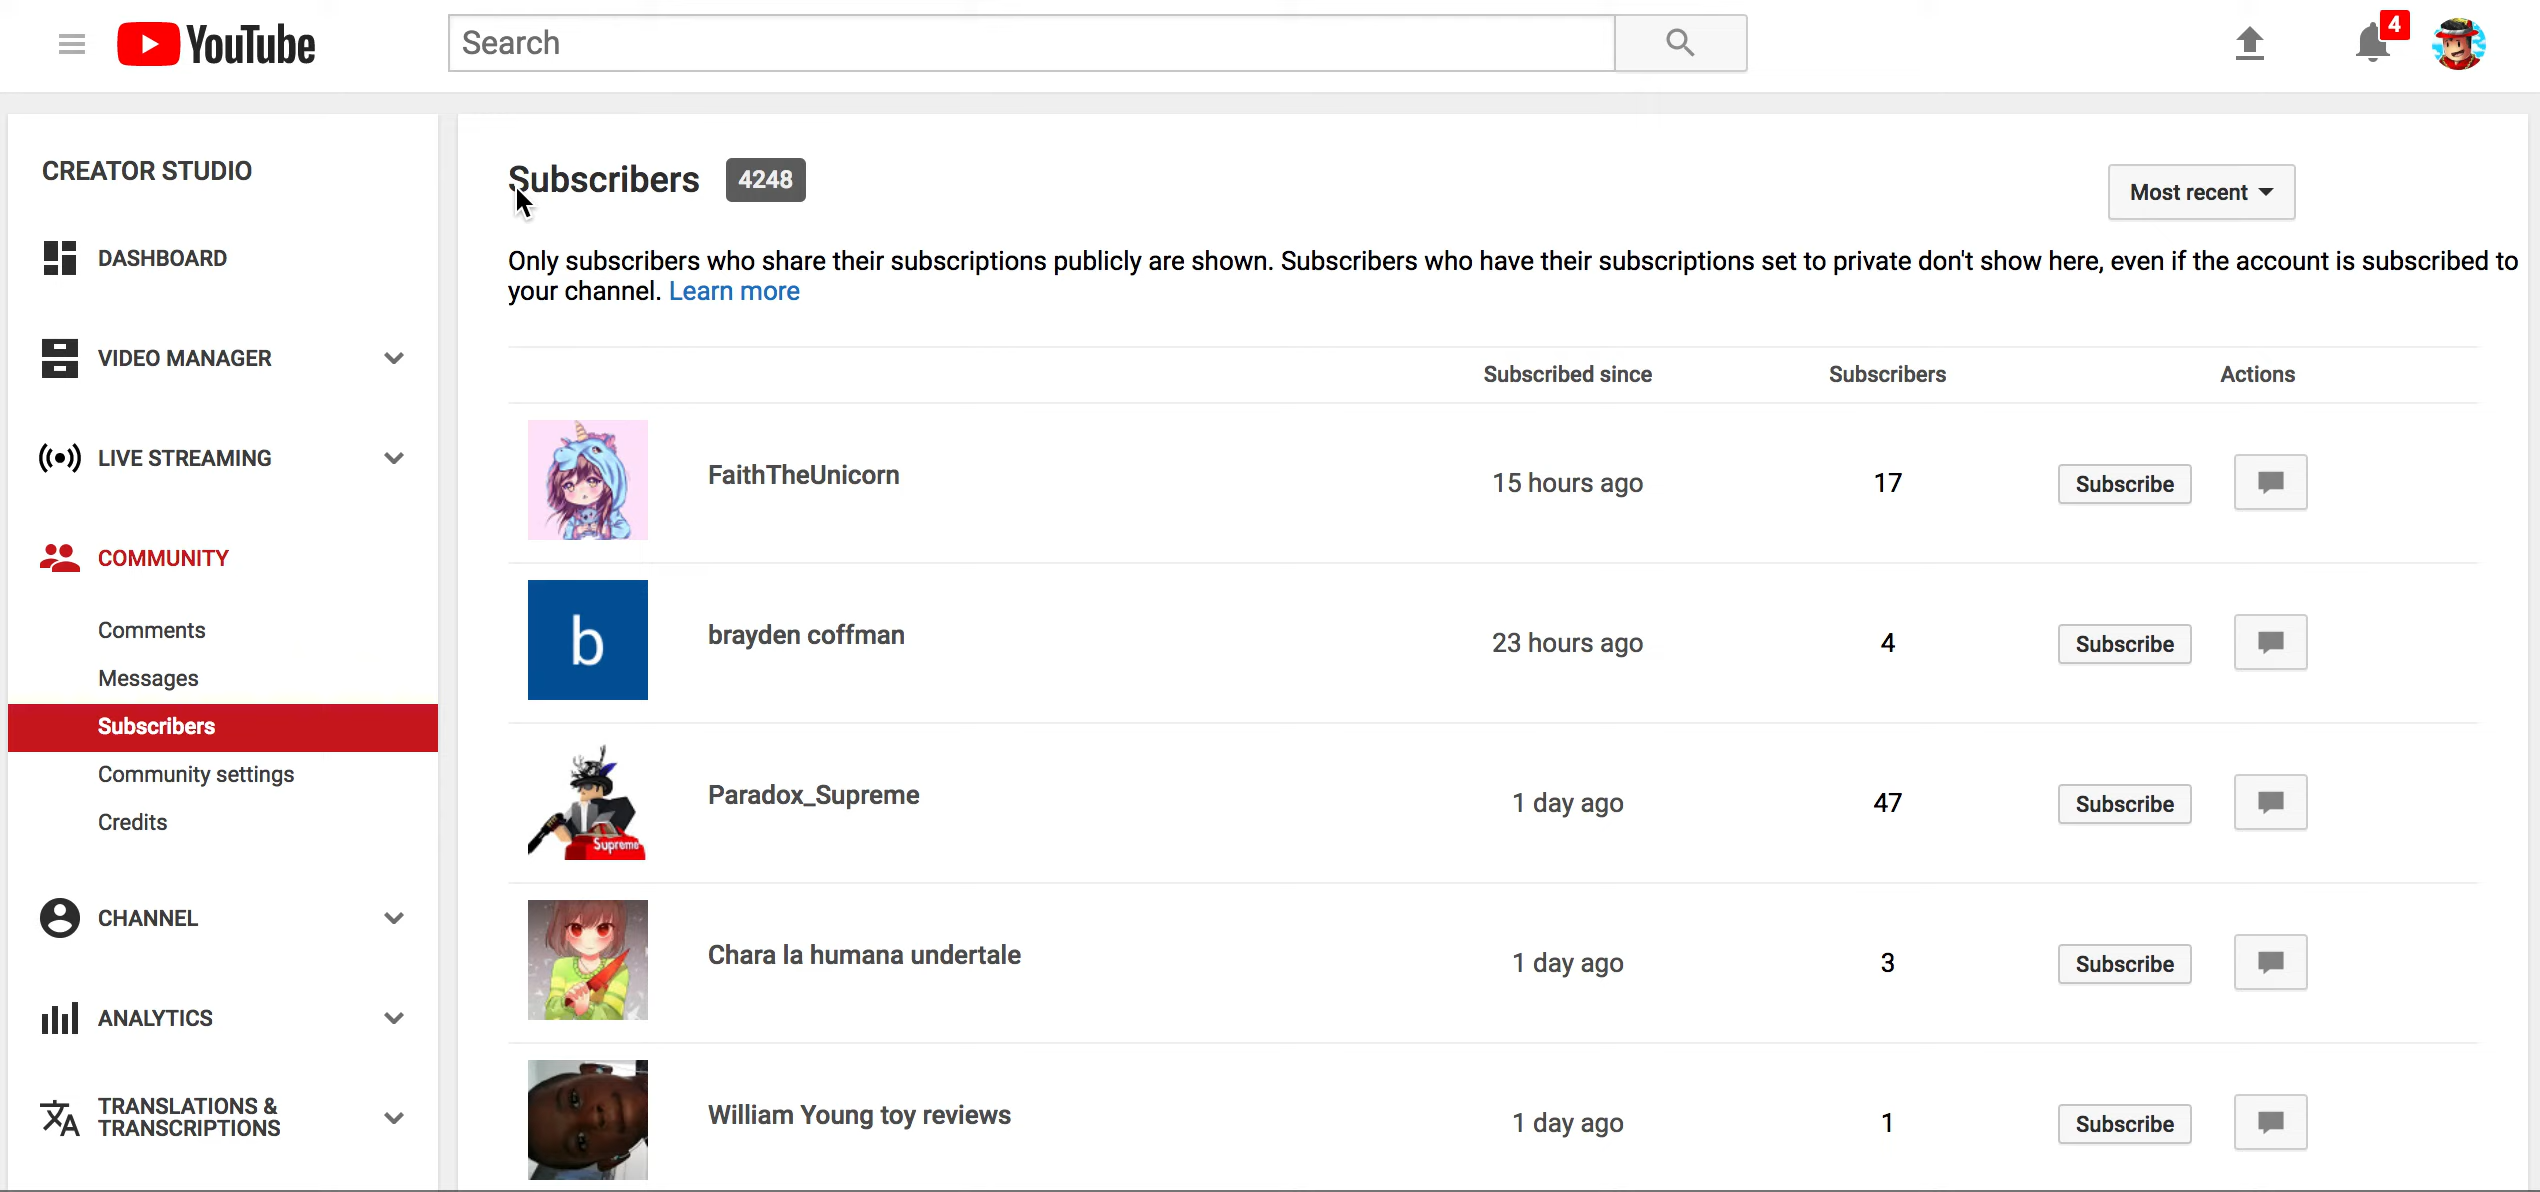 YouTube
Search
4
CREATOR STUDIO
DASHBOARD
VIDEO MANAGER
LIVE STREAMING
COMMUNITY
Comments
Messages
Subscribers
Community settings
Credits
CHANNEL
ANALYTICS
TRANSLATIONS &
TRANSCRIPTIONS
Subscribers 4248
Most recent
Only subscribers who share their subscriptions publicly are shown. Subscribers who have their subscriptions set to private don't show here, even if the account is subscribed to
your channel. Learn more
Subscribed since Subscribers Actions
FaithTheUnicorn 15 hours ago 17 Subscribe
b brayden coffman 23 hours ago 4 Subscribe
Supreme Paradox_Supreme 1 day ago 47 Subscribe
Chara la humana undertale 1 day ago 3 Subscribe
William Young toy reviews 1 day ago 1 Subscribe